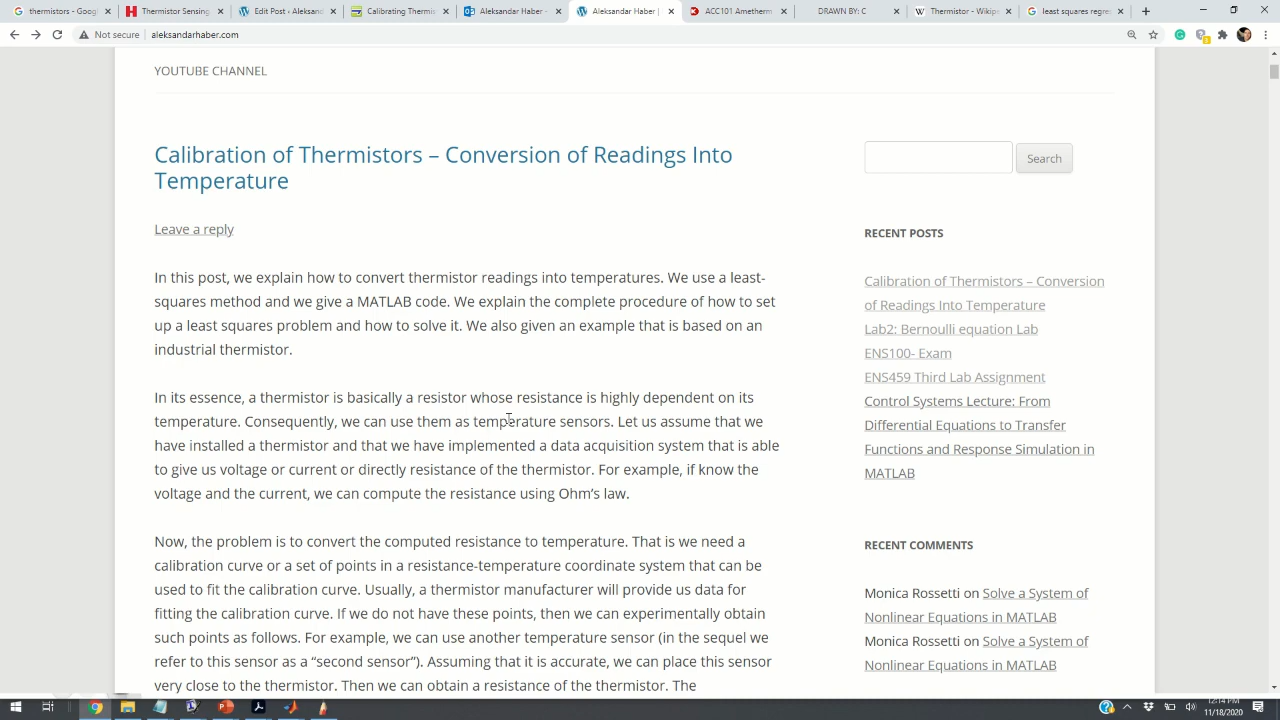 thermistors - Googl
Thermistor Sensing
Edit Post ‹ Aleksand
Calibrating Thermis
Aleksandar Haber -
Aleksandar Haber |
ACC101 Ametherm
DRAWN BY: C
Thermistor - Wikip
least squares regre
Not secure | aleksandarhaber.com
YOUTUBE CHANNEL
Calibration of Thermistors – Conversion of Readings Into
Temperature
Leave a reply
In this post, we explain how to convert thermistor readings into temperatures. We use a least-
squares method and we give a MATLAB code. We explain the complete procedure of how to set
up a least squares problem and how to solve it. We also given an example that is based on an
industrial thermistor.
In its essence, a thermistor is basically a resistor whose resistance is highly dependent on its
temperature. Consequently, we can use them as temperature sensors. Let us assume that we
have installed a thermistor and that we have implemented a data acquisition system that is able
to give us voltage or current or directly resistance of the thermistor. For example, if know the
voltage and the current, we can compute the resistance using Ohm's law.
Now, the problem is to convert the computed resistance to temperature. That is we need a
calibration curve or a set of points in a resistance-temperature coordinate system that can be
used to fit the calibration curve. Usually, a thermistor manufacturer will provide us data for
fitting the calibration curve. If we do not have these points, then we can experimentally obtain
such points as follows. For example, we can use another temperature sensor (in the sequel we
refer to this sensor as a “second sensor”). Assuming that it is accurate, we can place this sensor
very close to the thermistor. Then we can obtain a resistance of the thermistor. The
Search
RECENT POSTS
Calibration of Thermistors – Conversion
of Readings Into Temperature
Lab2: Bernoulli equation Lab
ENS100- Exam
ENS459 Third Lab Assignment
Control Systems Lecture: From
Differential Equations to Transfer
Functions and Response Simulation in
MATLAB
RECENT COMMENTS
Monica Rossetti on Solve a System of
Nonlinear Equations in MATLAB
Monica Rossetti on Solve a System of
Nonlinear Equations in MATLAB
12:14 PM
11/18/2020